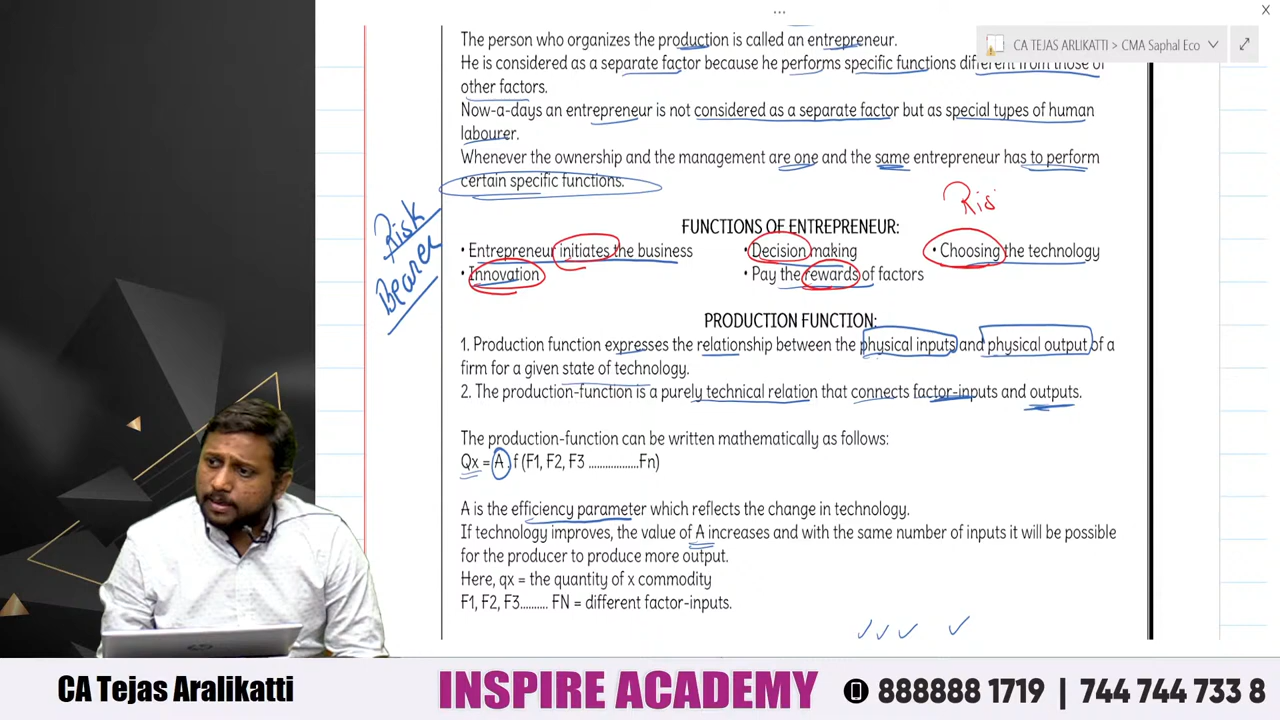 ...
X
CA TEJAS ARLIKATTI > CMA Saphal Eco
The person who organizes the production is called an entrepreneur.
He is considered as a separate factor because he performs specific functions different from those of
other factors.
Now-a-days an entrepreneur is not considered as a separate factor but as special types of human
labourer.
Whenever the ownership and the management are one and the same entrepreneur has to perform
certain specific functions.
Ris
Risk
Bearer
FUNCTIONS OF ENTREPRENEUR:
• Entrepreneur initiates the business • Decision making • Choosing the technology
• Innovation • Pay the rewards of factors
PRODUCTION FUNCTION:
1. Production function expresses the relationship between the physical inputs and physical output of a
firm for a given state of technology.
2. The production-function is a purely technical relation that connects factor-inputs and outputs.
The production-function can be written mathematically as follows:
Qx = A. f (F1, F2, F3 ..................Fn)
A is the efficiency parameter which reflects the change in technology.
If technology improves, the value of A increases and with the same number of inputs it will be possible
for the producer to produce more output.
Here, qx = the quantity of x commodity
F1, F2, F3.......... FN = different factor-inputs.
CA Tejas Aralikatti INSPIRE ACADEMY 888888 1719 | 744 744 733 8